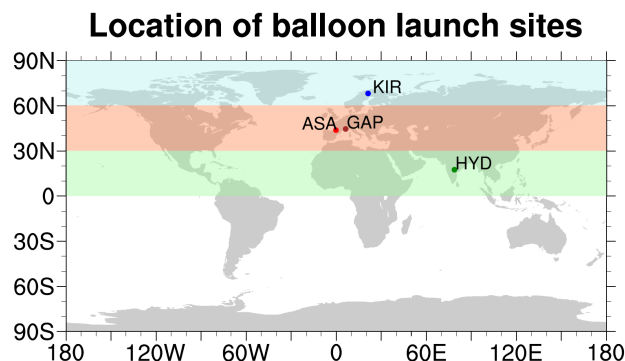 Location of balloon launch sites
90N
KIR
60N
ASA GAP
30N
HYD
0
30S
60S
90S
180 120W 60W 0 60E 120E 180